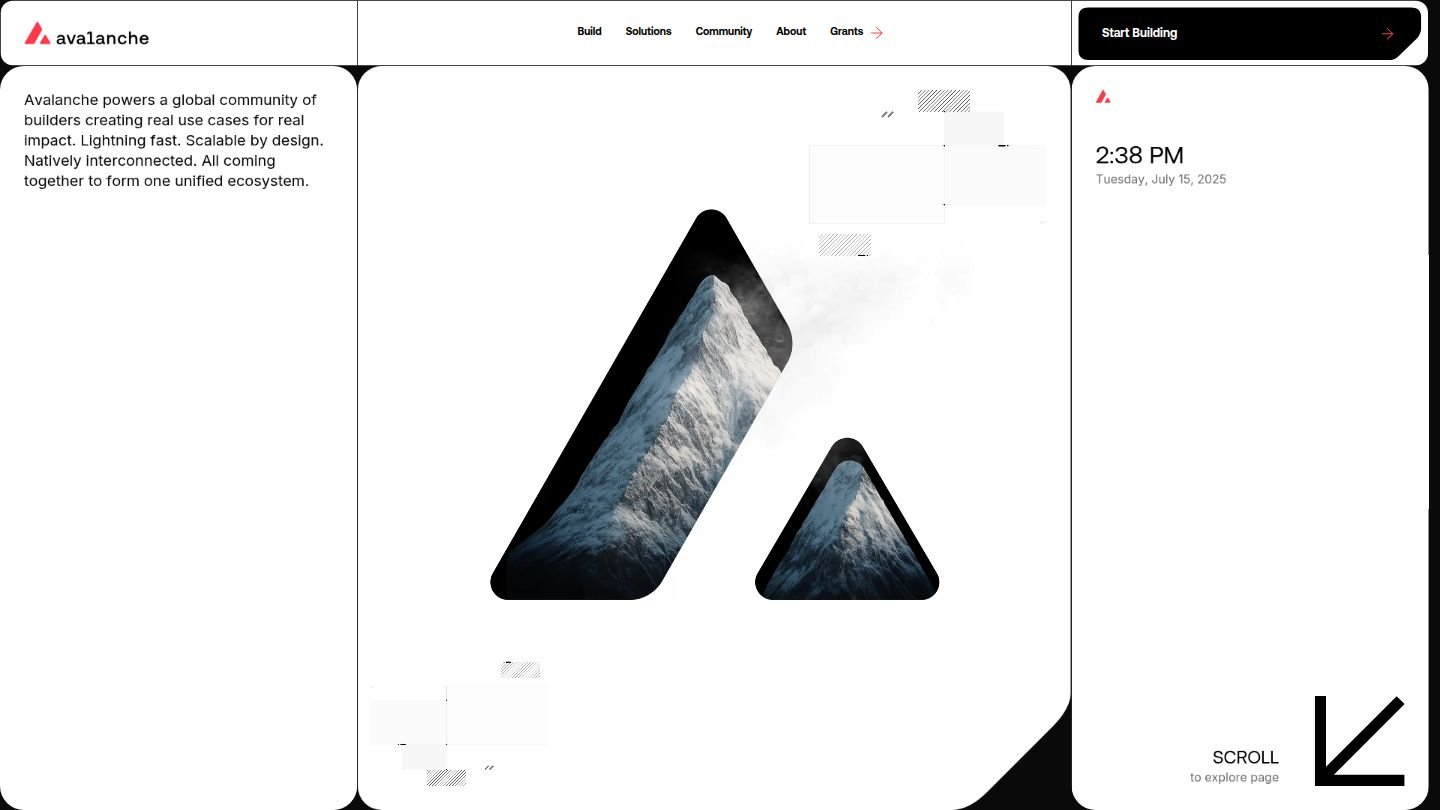 avalanche
Build
Solutions
Community
About
Grants
Start Building
Avalanche powers a global community of
builders creating real use cases for real
impact. Lightning fast. Scalable by design.
Natively interconnected. All coming
together to form one unified ecosystem.
2:38 PM
Tuesday, July 15, 2025
SCROLL
to explore page